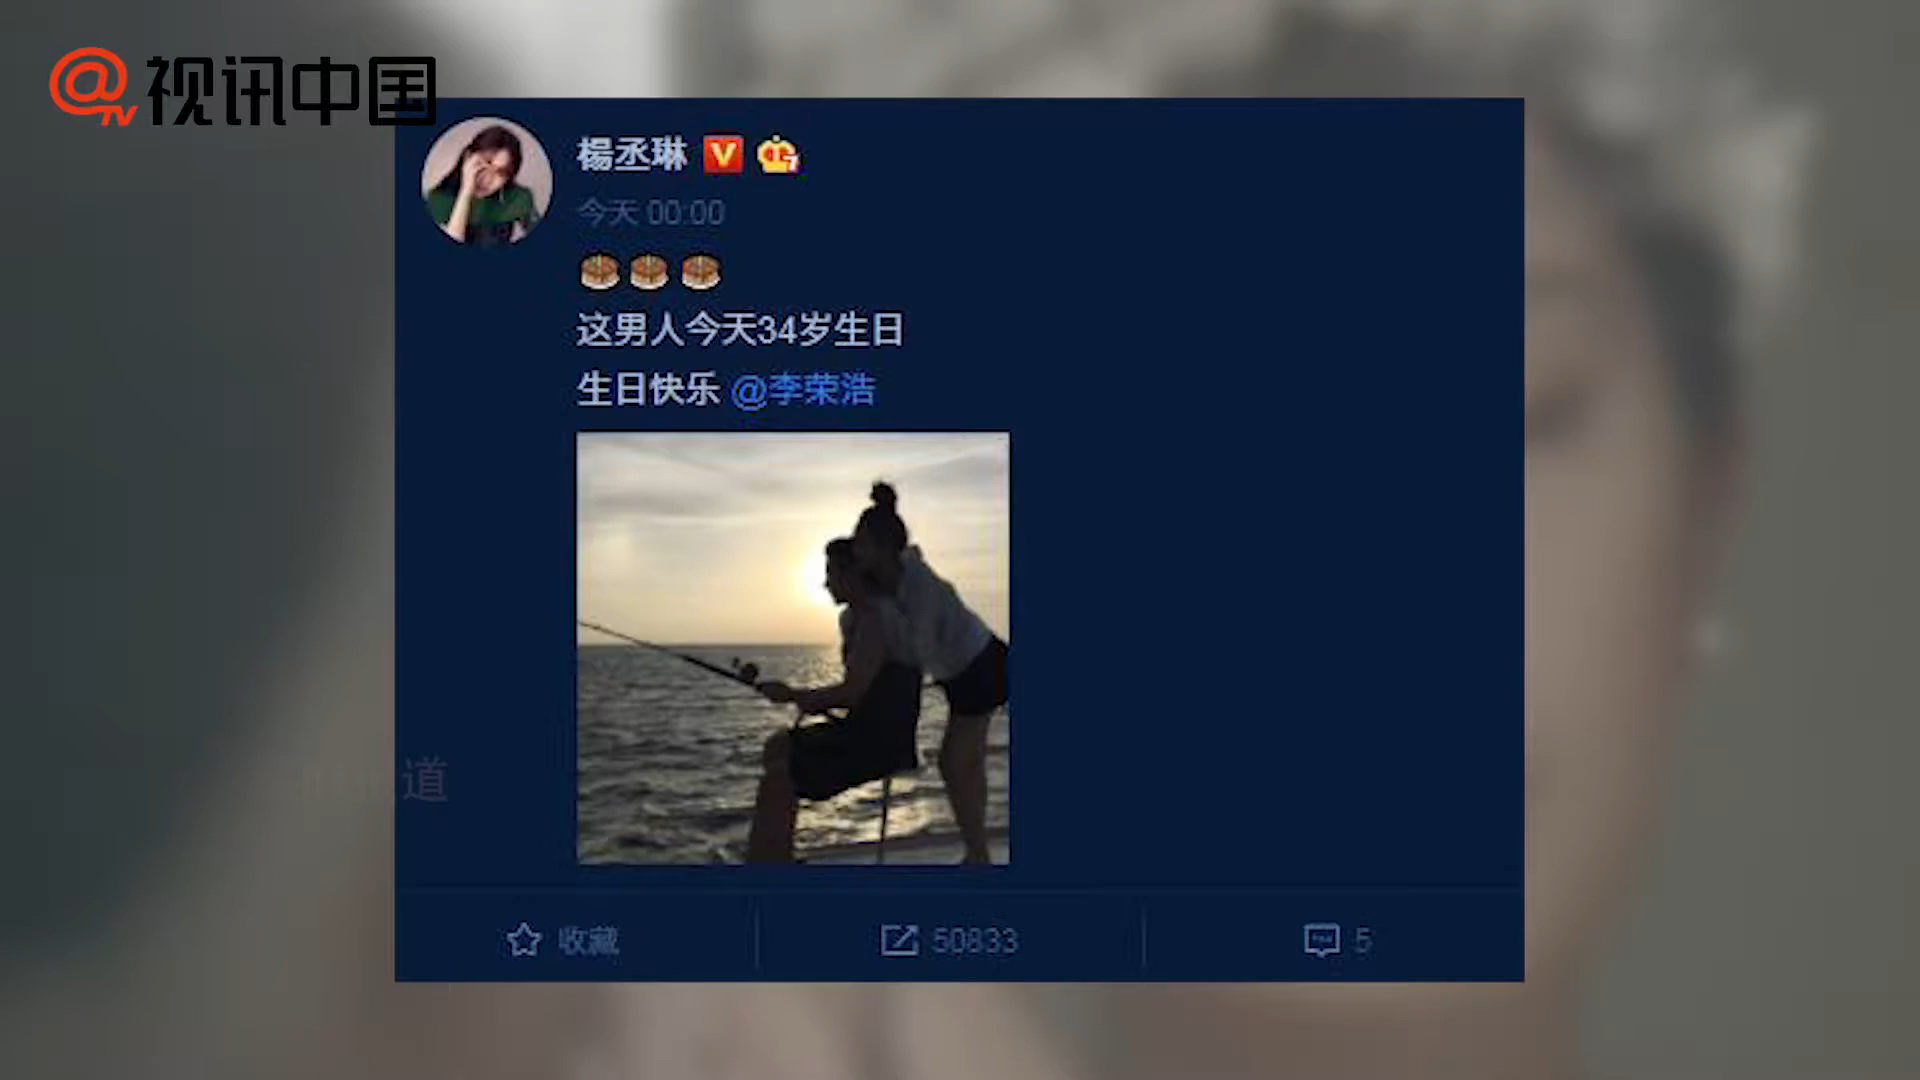 @TV 视讯中国
楊丞琳
今天 00:00
这男人今天34岁生日
生日快乐 @李荣浩
道
收藏 50833 5